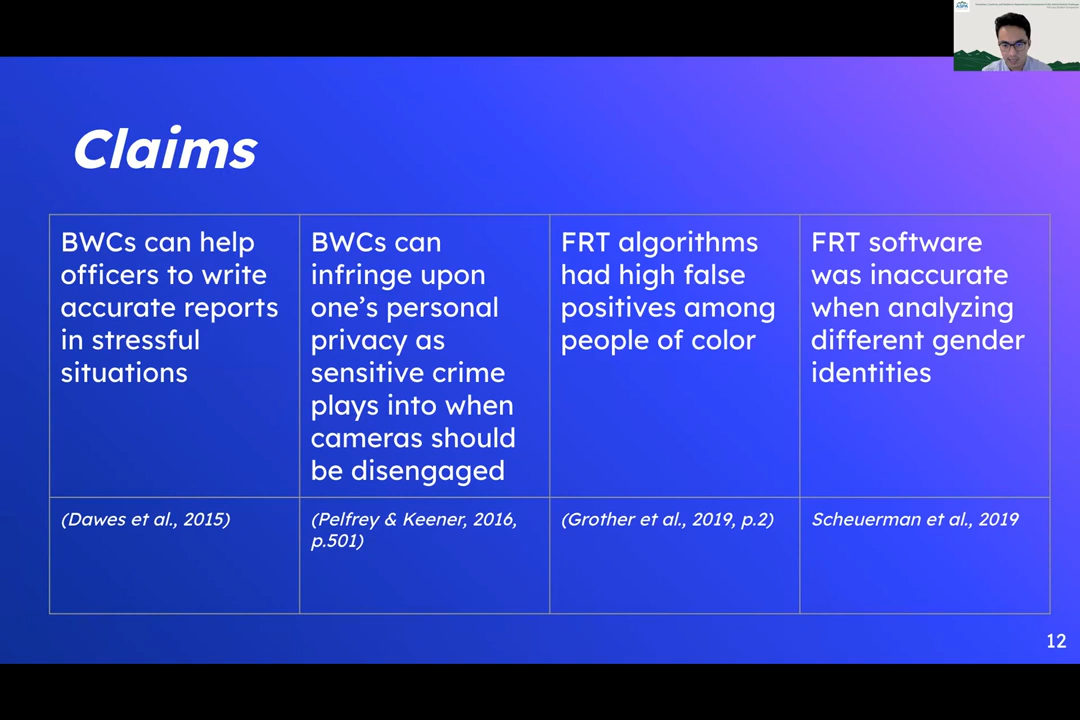 ASPA
Claims
BWCs can help
officers to write
accurate reports
in stressful
situations
BWCs can
infringe upon
one’s personal
privacy as
sensitive crime
plays into when
cameras should
be disengaged
FRT algorithms
had high false
positives among
people of color
FRT software
was inaccurate
when analyzing
different gender
identities
(Dawes et al., 2015)
(Pelfrey & Keener, 2016,
p.501)
(Grother et al., 2019, p.2)
Scheuerman et al., 2019
12